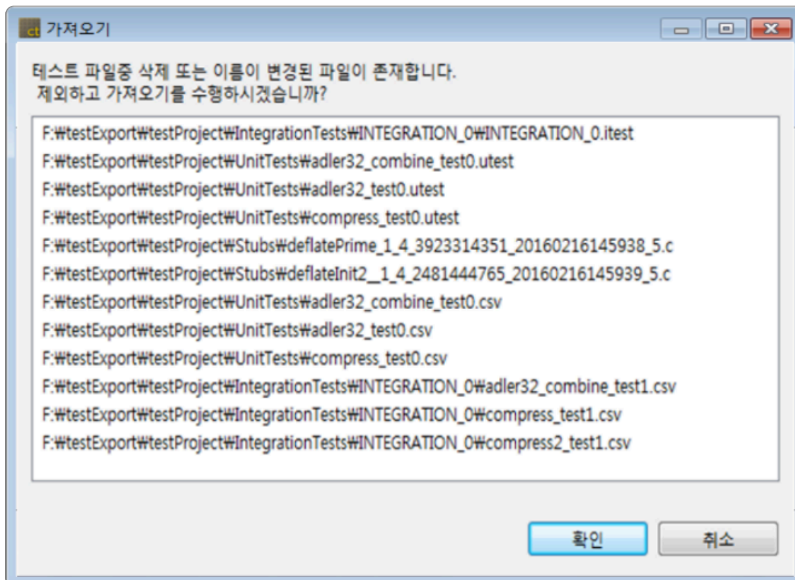 ct 가져오기
테스트 파일중 삭제 또는 이름이 변경된 파일이 존재합니다.
제외하고 가져오기를 수행하시겠습니까?
F:₩testExport₩testProject₩IntegrationTests₩INTEGRATION_0₩INTEGRATION_0.itest
F:₩testExport₩testProject₩UnitTests₩adler32_combine_test0.utest
F:₩testExport₩testProject₩UnitTests₩adler32_test0.utest
F:₩testExport₩testProject₩UnitTests₩compress_test0.utest
F:₩testExport₩testProject₩Stubs₩deflatePrime_1_4_3923314351_20160216145938_5.c
F:₩testExport₩testProject₩Stubs₩deflateInit2__1_4_2481444765_20160216145939_5.c
F:₩testExport₩testProject₩UnitTests₩adler32_combine_test0.csv
F:₩testExport₩testProject₩UnitTests₩adler32_test0.csv
F:₩testExport₩testProject₩UnitTests₩compress_test0.csv
F:₩testExport₩testProject₩IntegrationTests₩INTEGRATION_0₩adler32_combine_test1.csv
F:₩testExport₩testProject₩IntegrationTests₩INTEGRATION_0₩compress_test1.csv
F:₩testExport₩testProject₩IntegrationTests₩INTEGRATION_0₩compress2_test1.csv
확인 취소